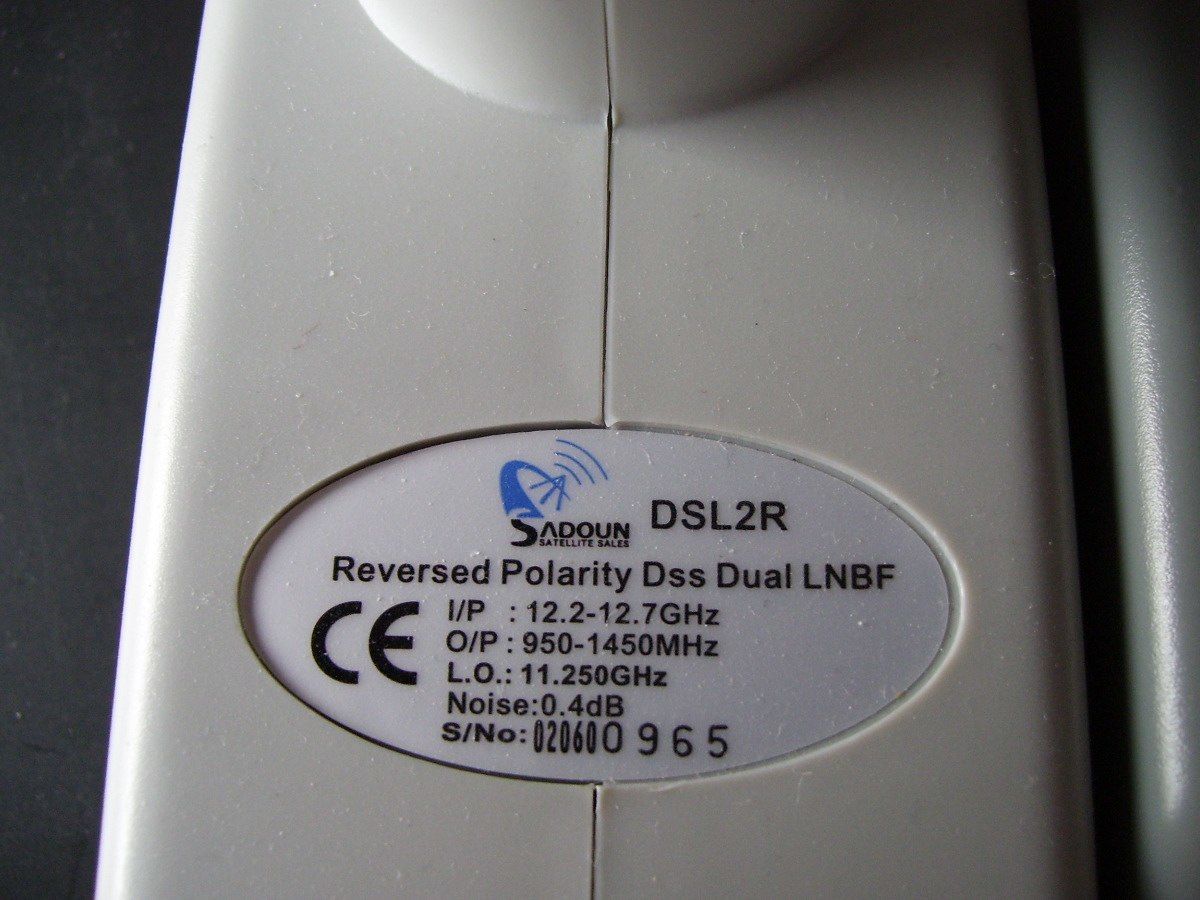 SADOUN
SATELLITE SALES
DSL2R
Reversed Polarity Dss Dual LNBF
CE
I/P : 12.2-12.7GHz
O/P : 950-1450MHz
L.O.: 11.250GHz
Noise:0.4dB
S/No: 020600965